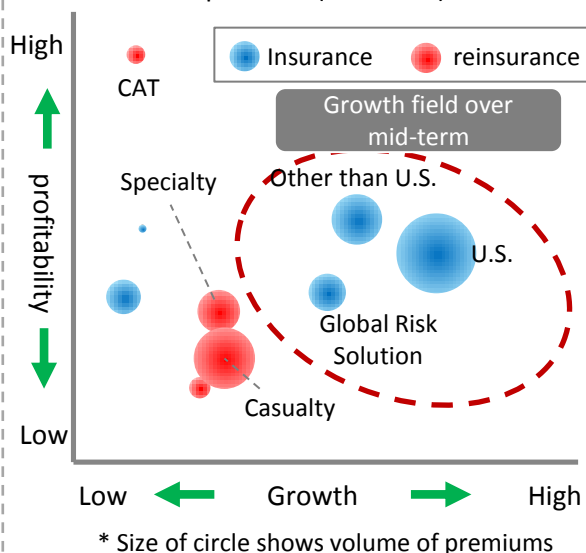 High
Insurance
reinsurance
CAT
Growth field over
mid-term
Specialty
Other than U.S.
profitability
U.S.
Global Risk
Solution
Casualty
Low
Low
Growth
High
* Size of circle shows volume of premiums